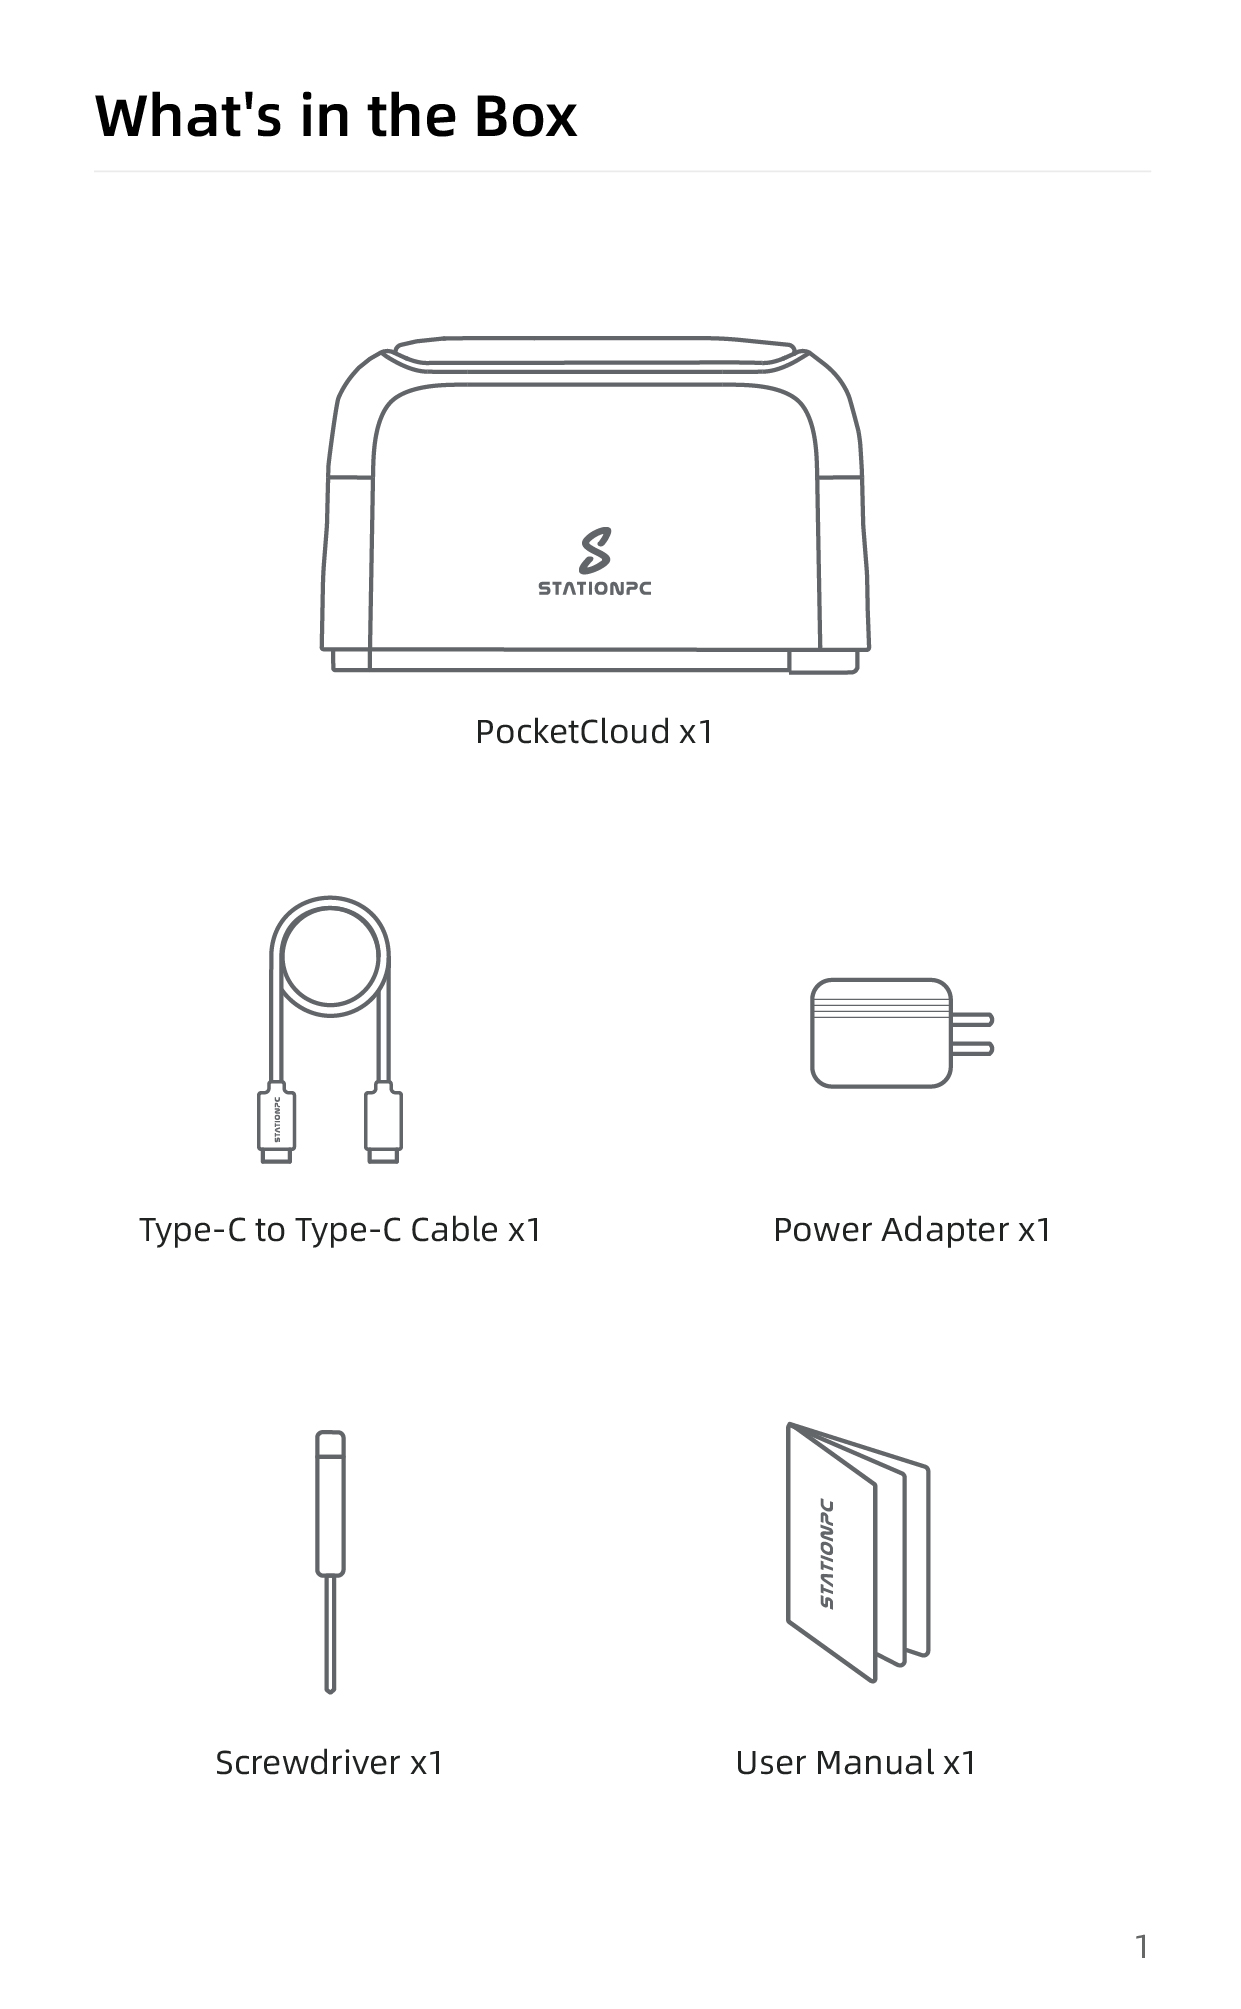 What's in the Box
STATIONPC
PocketCloud x1
STATIONPC
Type-C to Type-C Cable x1
Power Adapter x1
STATIONPC
Screwdriver x1
User Manual x1
1